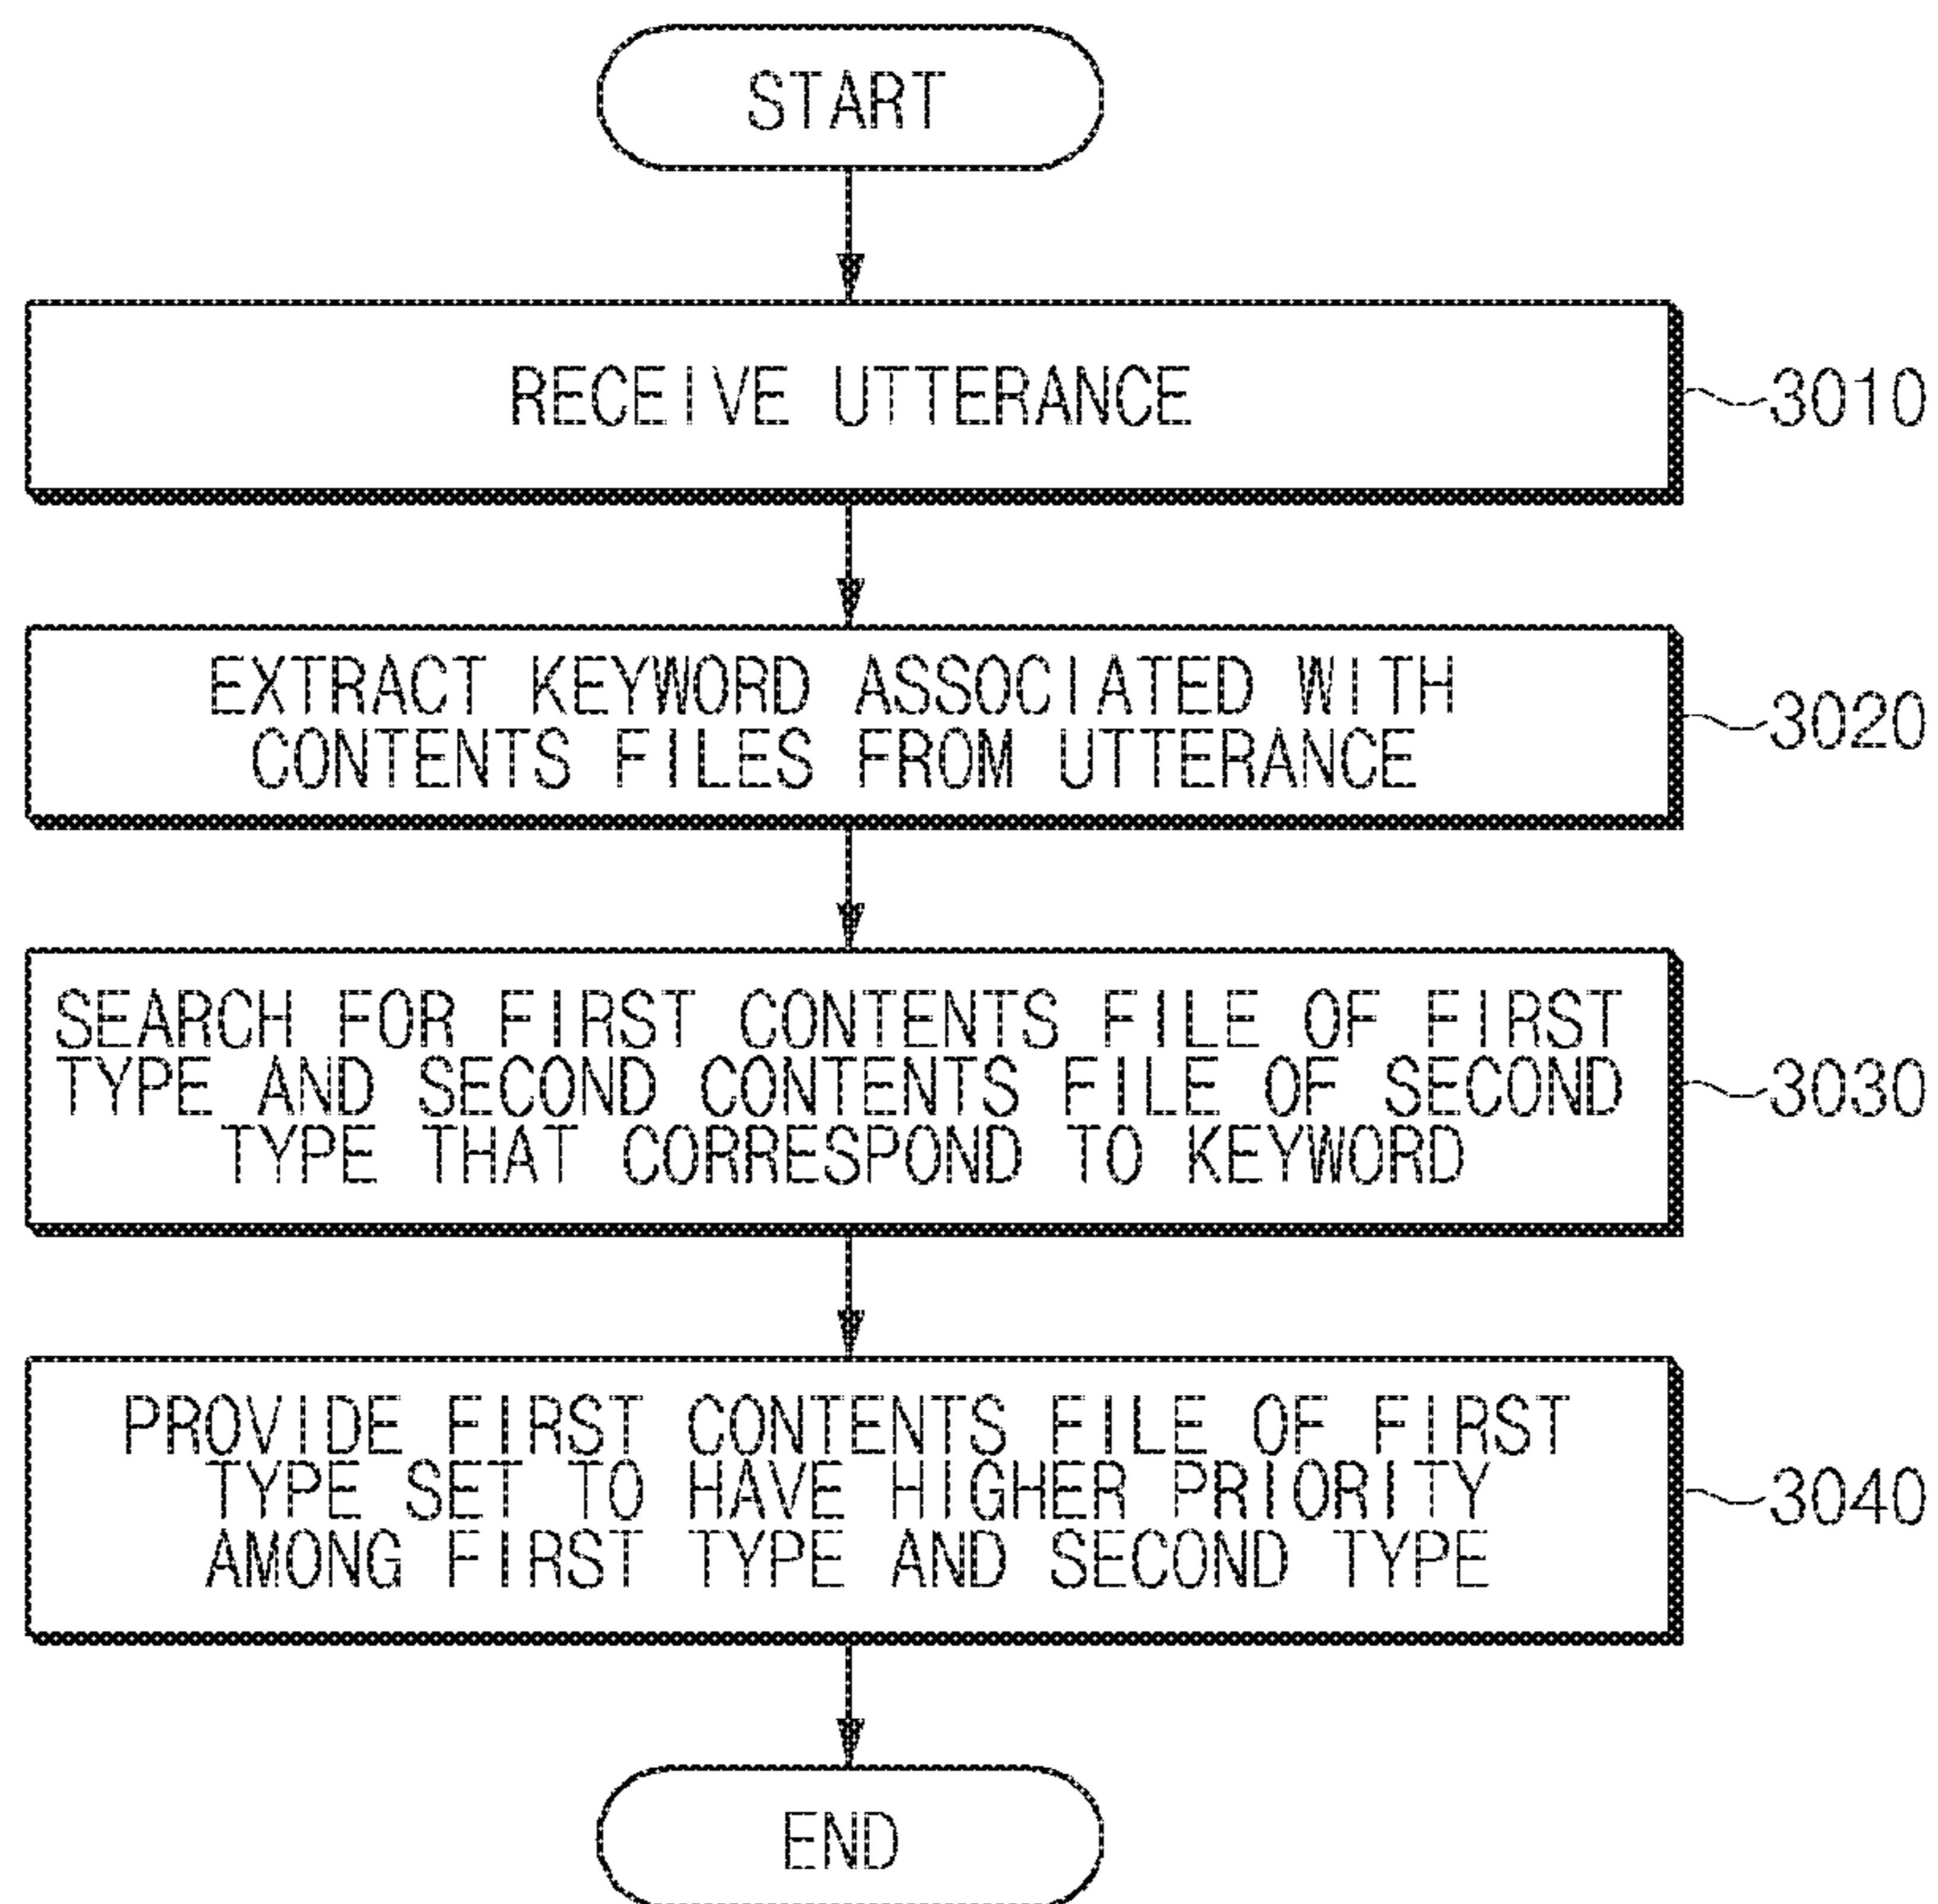 START
RECEIVE UTTERANCE
3010
EXTRACT KEYWORD ASSOCIATED WITH
CONTENTS FILES FROM UTTERANCE
3020
SEARCH FOR FIRST CONTENTS FILE OF FIRST
TYPE AND SECOND CONTENTS FILE OF SECOND
TYPE THAT CORRESPOND TO KEYWORD
3030
PROVIDE FIRST CONTENTS FILE OF FIRST
TYPE SET TO HAVE HIGHER PRIORITY
AMONG FIRST TYPE AND SECOND TYPE
3040
END